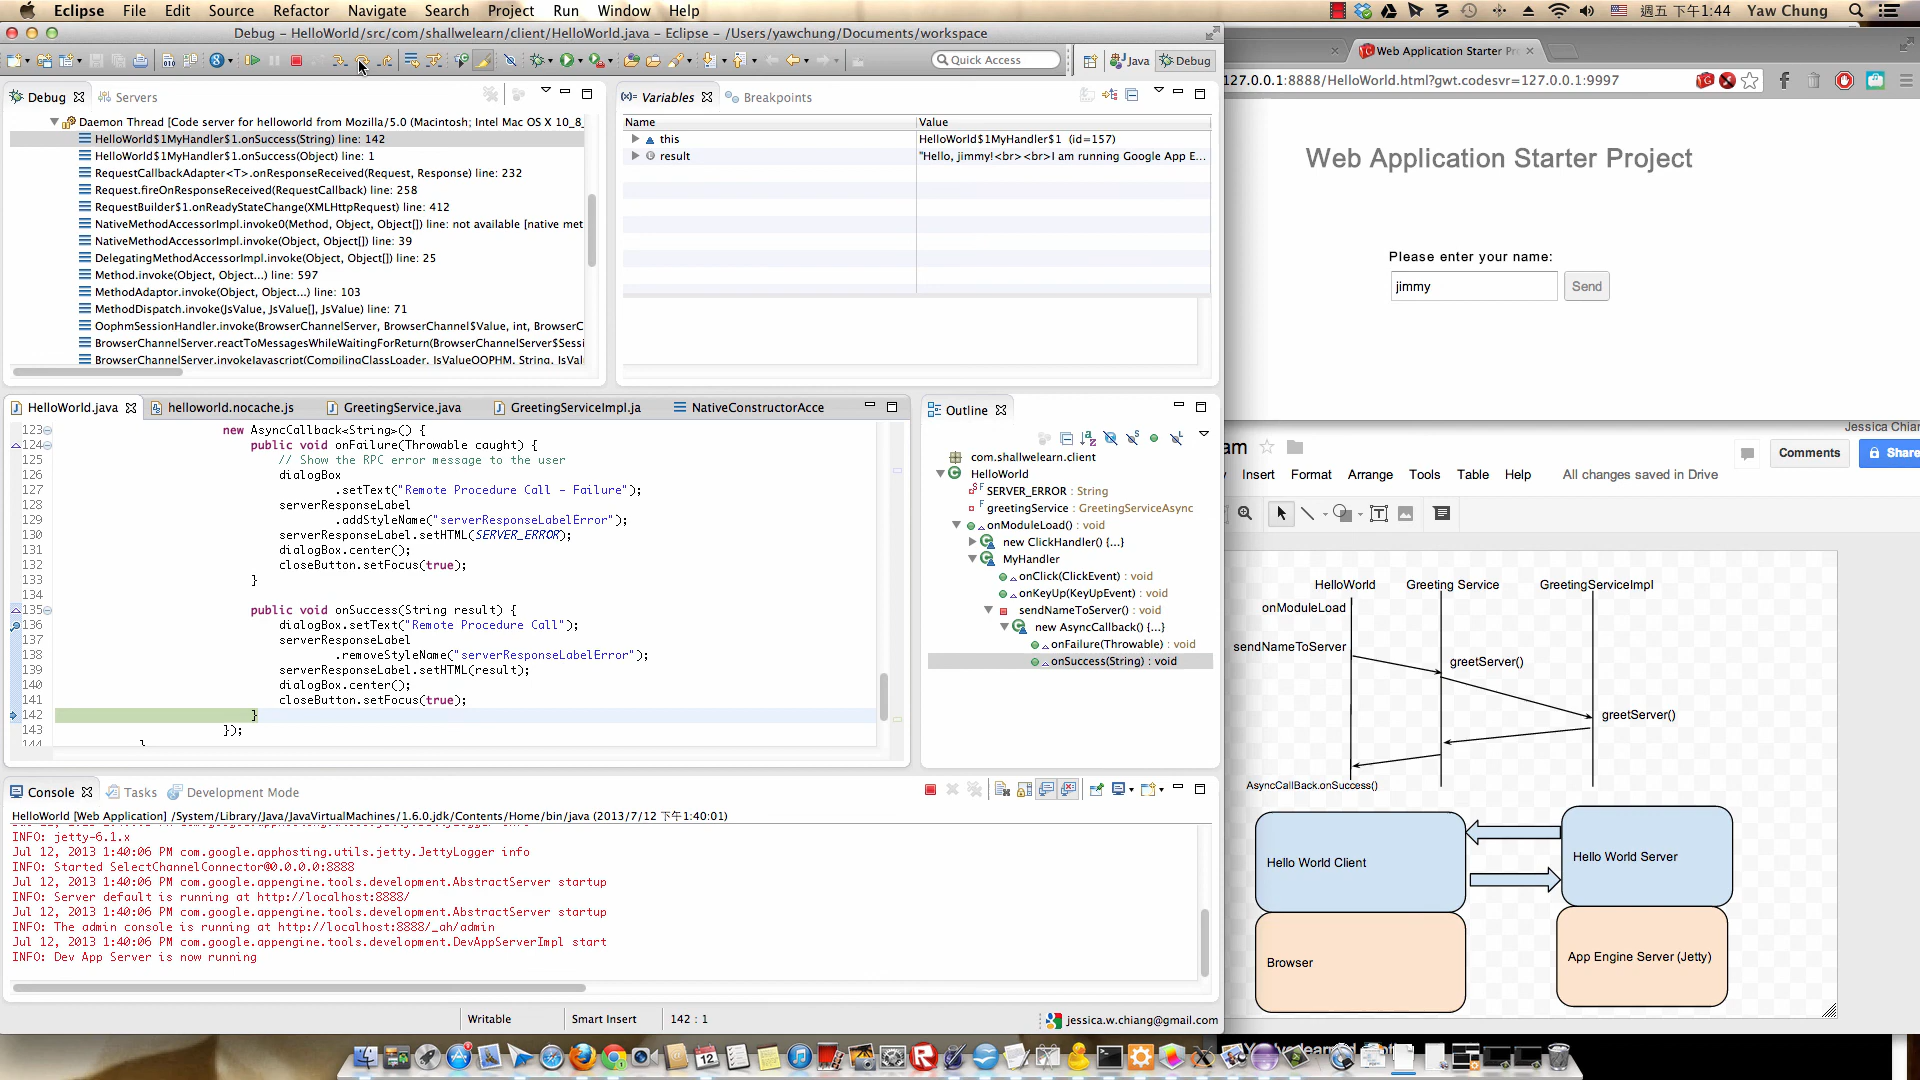 Eclipse File Edit Source Refactor Navigate Search Project Run Window Help 週五下午1:44 Yaw Chung
Debug - HelloWorld/src/com/shallwelearn/client/HelloWorld.java - Eclipse - /Users/yawchung/Documents/workspace
Quick Access Java Debug
Debug Servers
Daemon Thread [Code server for helloworld from Mozilla/5.0 (Macintosh; Intel Mac OS X 10_8_
HelloWorld$1MyHandler$1.onSuccess(String) line: 142
HelloWorld$1MyHandler$1.onSuccess(Object) line: 1
RequestCallbackAdapter<T>.onResponseReceived(Request, Response) line: 232
Request.fireOnResponseReceived(RequestCallback) line: 258
RequestBuilder$1.onReadyStateChange(XMLHttpRequest) line: 412
NativeMethodAccessorImpl.invoke0(Method, Object, Object[]) line: not available [native met
NativeMethodAccessorImpl.invoke(Object, Object[]) line: 39
DelegatingMethodAccessorImpl.invoke(Object, Object[]) line: 25
Method.invoke(Object, Object...) line: 597
MethodAdaptor.invoke(Object, Object...) line: 103
MethodDispatch.invoke(JsValue, JsValue[], JsValue) line: 71
OophmSessionHandler.invoke(BrowserChannelServer, BrowserChannel$Value, int, BrowserC
BrowserChannelServer.reactToMessagesWhileWaitingForReturn(BrowserChannelServer$Sessi
BrowserChannelServer.invokeJavascript(CompilingClassLoader, JsValueOOPHM, String, JsVal
Variables Breakpoints
Name Value
this HelloWorld$1MyHandler$1 (id=157)
result "Hello, jimmy!<br><br>I am running Google App E...
HelloWorld.java helloworld.nocache.js GreetingService.java GreetingServiceImpl.ja NativeConstructorAcce
123 new AsyncCallback<String>() {
124 public void onFailure(Throwable caught) {
125 // Show the RPC error message to the user
126 dialogBox
127 .setText("Remote Procedure Call - Failure");
128 serverResponseLabel
129 .addStyleName("serverResponseLabelError");
130 serverResponseLabel.setHTML(SERVER_ERROR);
131 dialogBox.center();
132 closeButton.setFocus(true);
133 }
134
135 public void onSuccess(String result) {
136 dialogBox.setText("Remote Procedure Call");
137 serverResponseLabel
138 .removeStyleName("serverResponseLabelError");
139 serverResponseLabel.setHTML(result);
140 dialogBox.center();
141 closeButton.setFocus(true);
142 }
143 });
144 }
Outline
com.shallwelearn.client
HelloWorld
SERVER_ERROR : String
greetingService : GreetingServiceAsync
onModuleLoad() : void
new ClickHandler() {...}
MyHandler
onClick(ClickEvent) : void
onKeyUp(KeyUpEvent) : void
sendNameToServer() : void
new AsyncCallback() {...}
onFailure(Throwable) : void
onSuccess(String) : void
Console Tasks Development Mode
HelloWorld [Web Application] /System/Library/Java/JavaVirtualMachines/1.6.0.jdk/Contents/Home/bin/java (2013/7/12 下午1:40:01)
INFO: jetty-6.1.x
Jul 12, 2013 1:40:06 PM com.google.apphosting.utils.jetty.JettyLogger info
INFO: Started SelectChannelConnector@0.0.0.0:8888
Jul 12, 2013 1:40:06 PM com.google.appengine.tools.development.AbstractServer startup
INFO: Server default is running at http://localhost:8888/
Jul 12, 2013 1:40:06 PM com.google.appengine.tools.development.AbstractServer startup
INFO: The admin console is running at http://localhost:8888/_ah/admin
Jul 12, 2013 1:40:06 PM com.google.appengine.tools.development.DevAppServerImpl start
INFO: Dev App Server is now running
Writable Smart Insert 142 : 1 jessica.w.chiang@gmail.com
Web Application Starter Pr
127.0.0.1:8888/HelloWorld.html?gwt.codesvr=127.0.0.1:9997
Web Application Starter Project
Please enter your name:
jimmy Send
Jessica Chian
am Comments Share
Insert Format Arrange Tools Table Help All changes saved in Drive
HelloWorld Greeting Service GreetingServiceImpl
onModuleLoad
sendNameToServer
greetServer()
greetServer()
AsyncCallBack.onSuccess()
Hello World Client Hello World Server
Browser App Engine Server (Jetty)